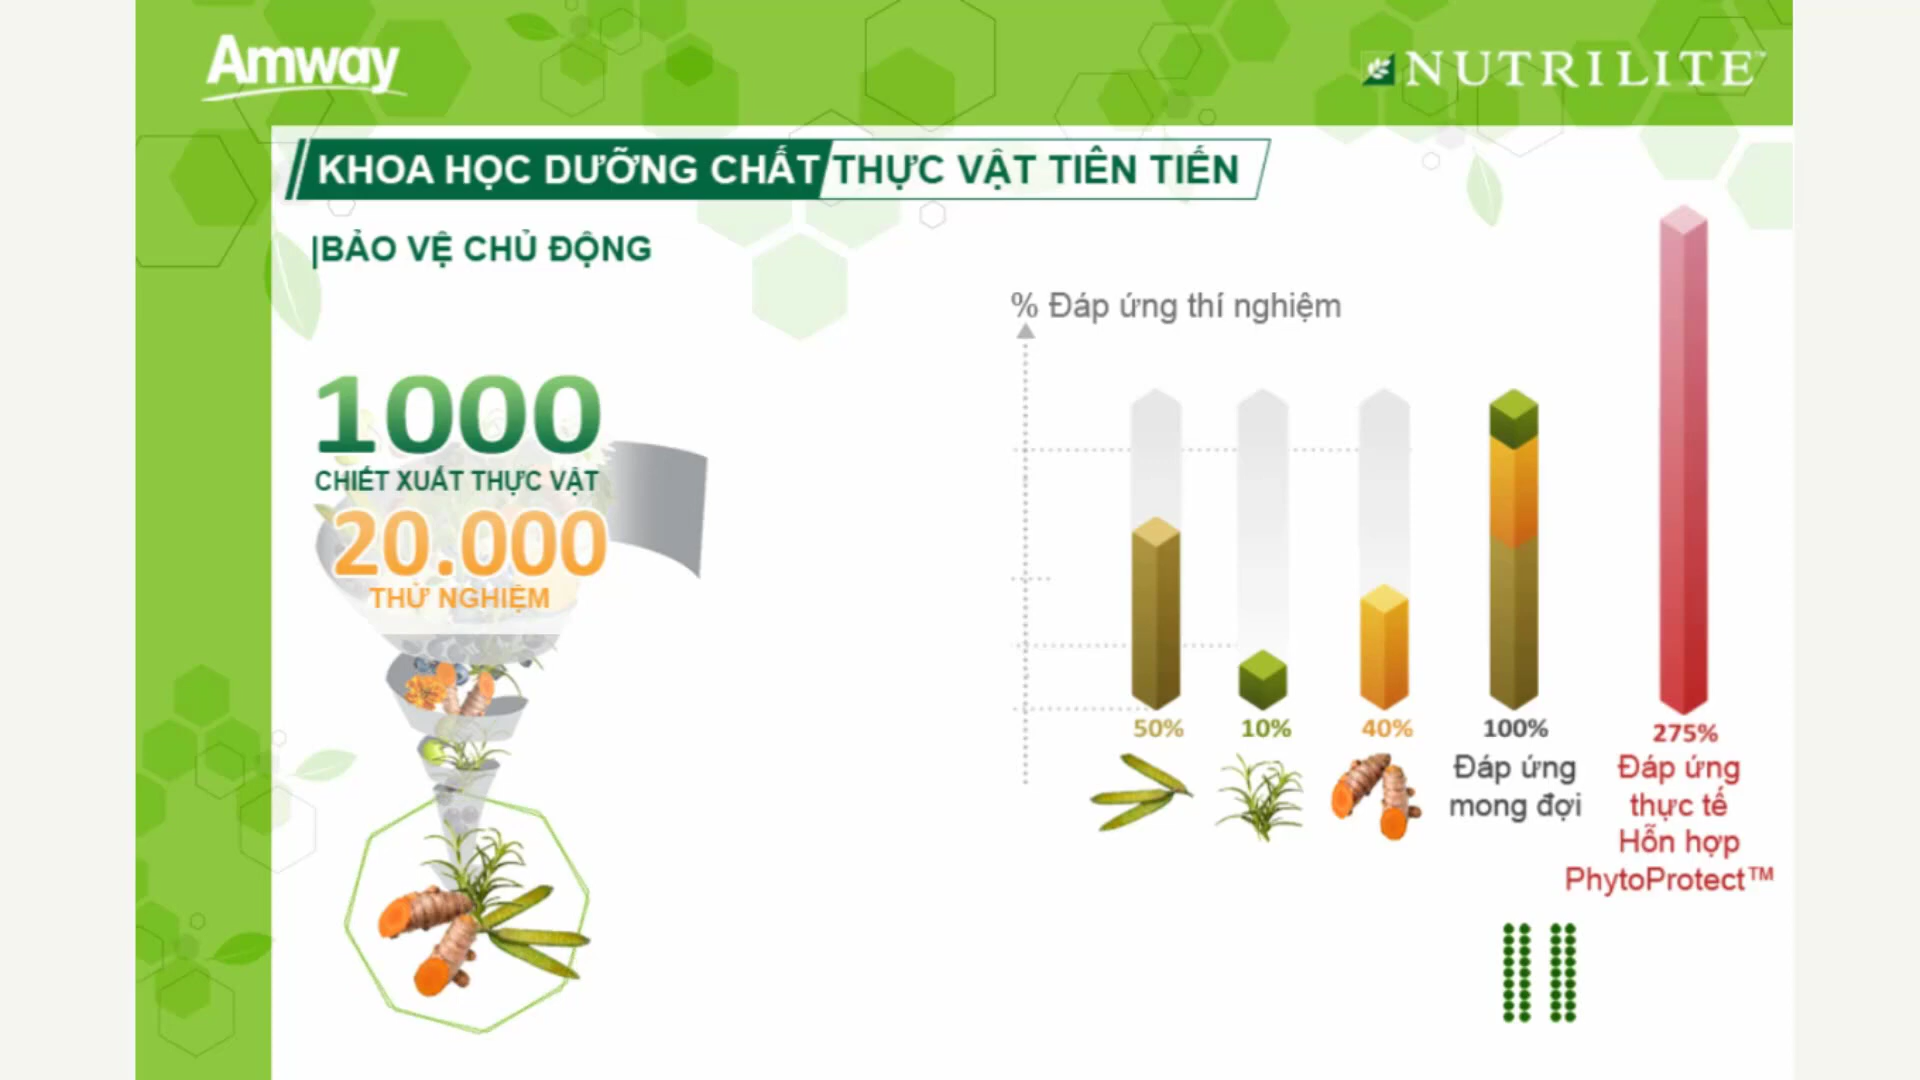 Amway
NUTRILITE™
KHOA HỌC DƯỠNG CHẤT THỰC VẬT TIÊN TIẾN
|BẢO VỆ CHỦ ĐỘNG
1000
CHIẾT XUẤT THỰC VẬT
20.000
THỬ NGHIỆM
% Đáp ứng thí nghiệm
50%
10%
40%
100%
Đáp ứng
mong đợi
275%
Đáp ứng
thực tế
Hỗn hợp
PhytoProtect™